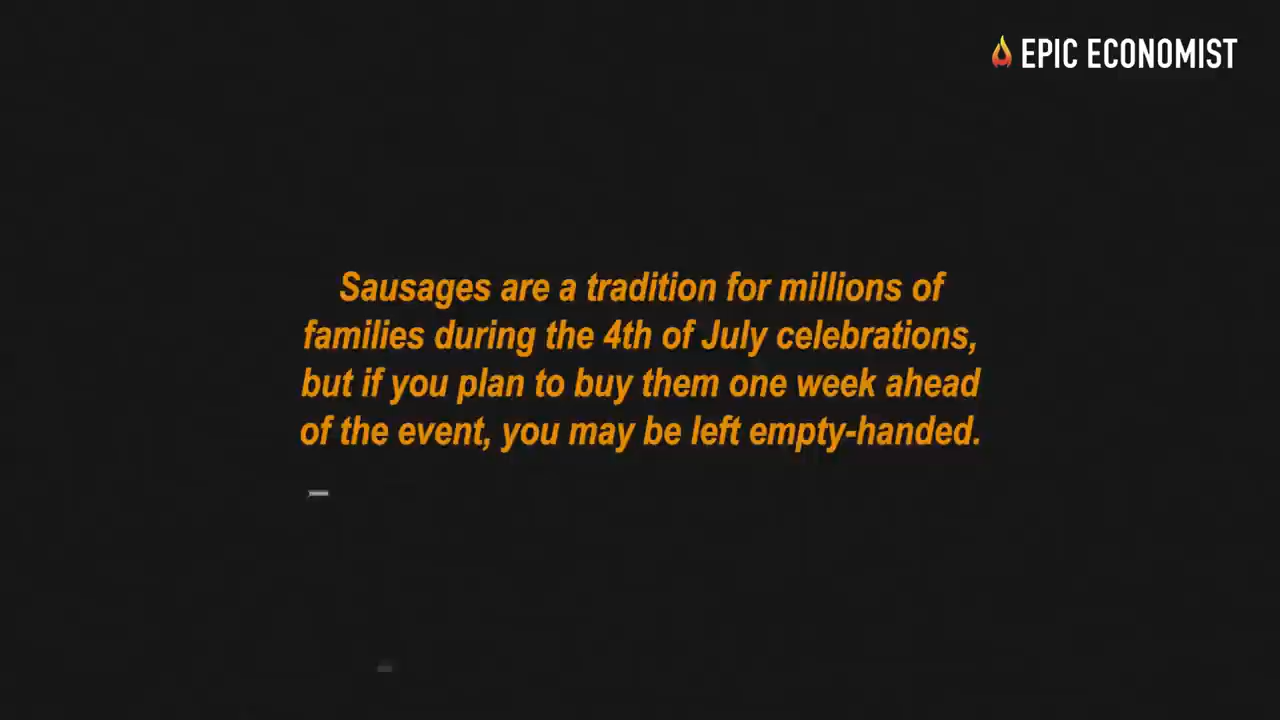 EPIC ECONOMIST
Sausages are a tradition for millions of
families during the 4th of July celebrations,
but if you plan to buy them one week ahead
of the event, you may be left empty-handed.